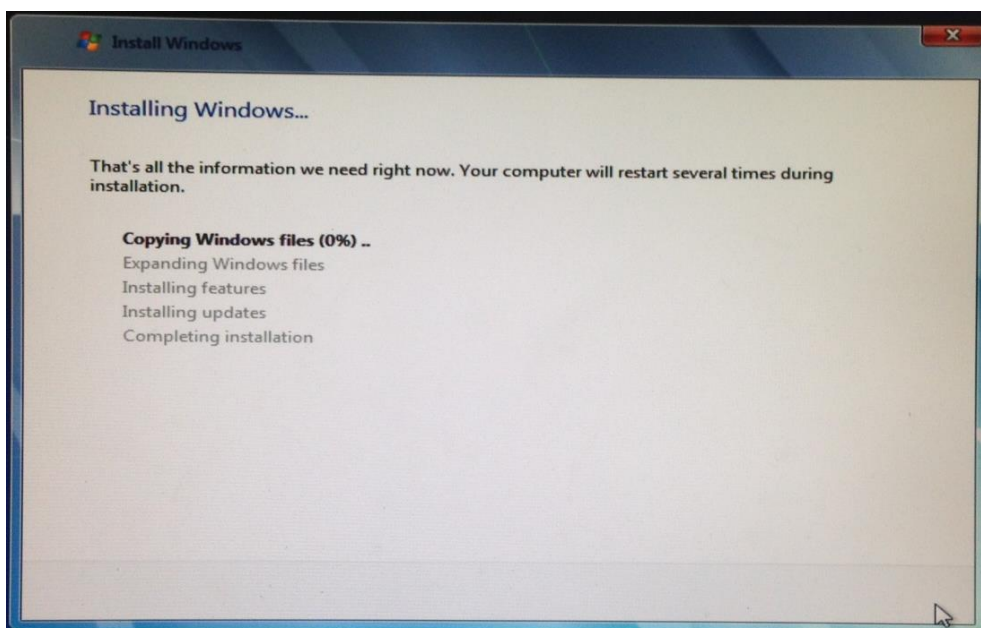 Install Windows
Installing Windows...
That's all the information we need right now. Your computer will restart several times during
installation.
Copying Windows files (0%) ..
Expanding Windows files
Installing features
Installing updates
Completing installation